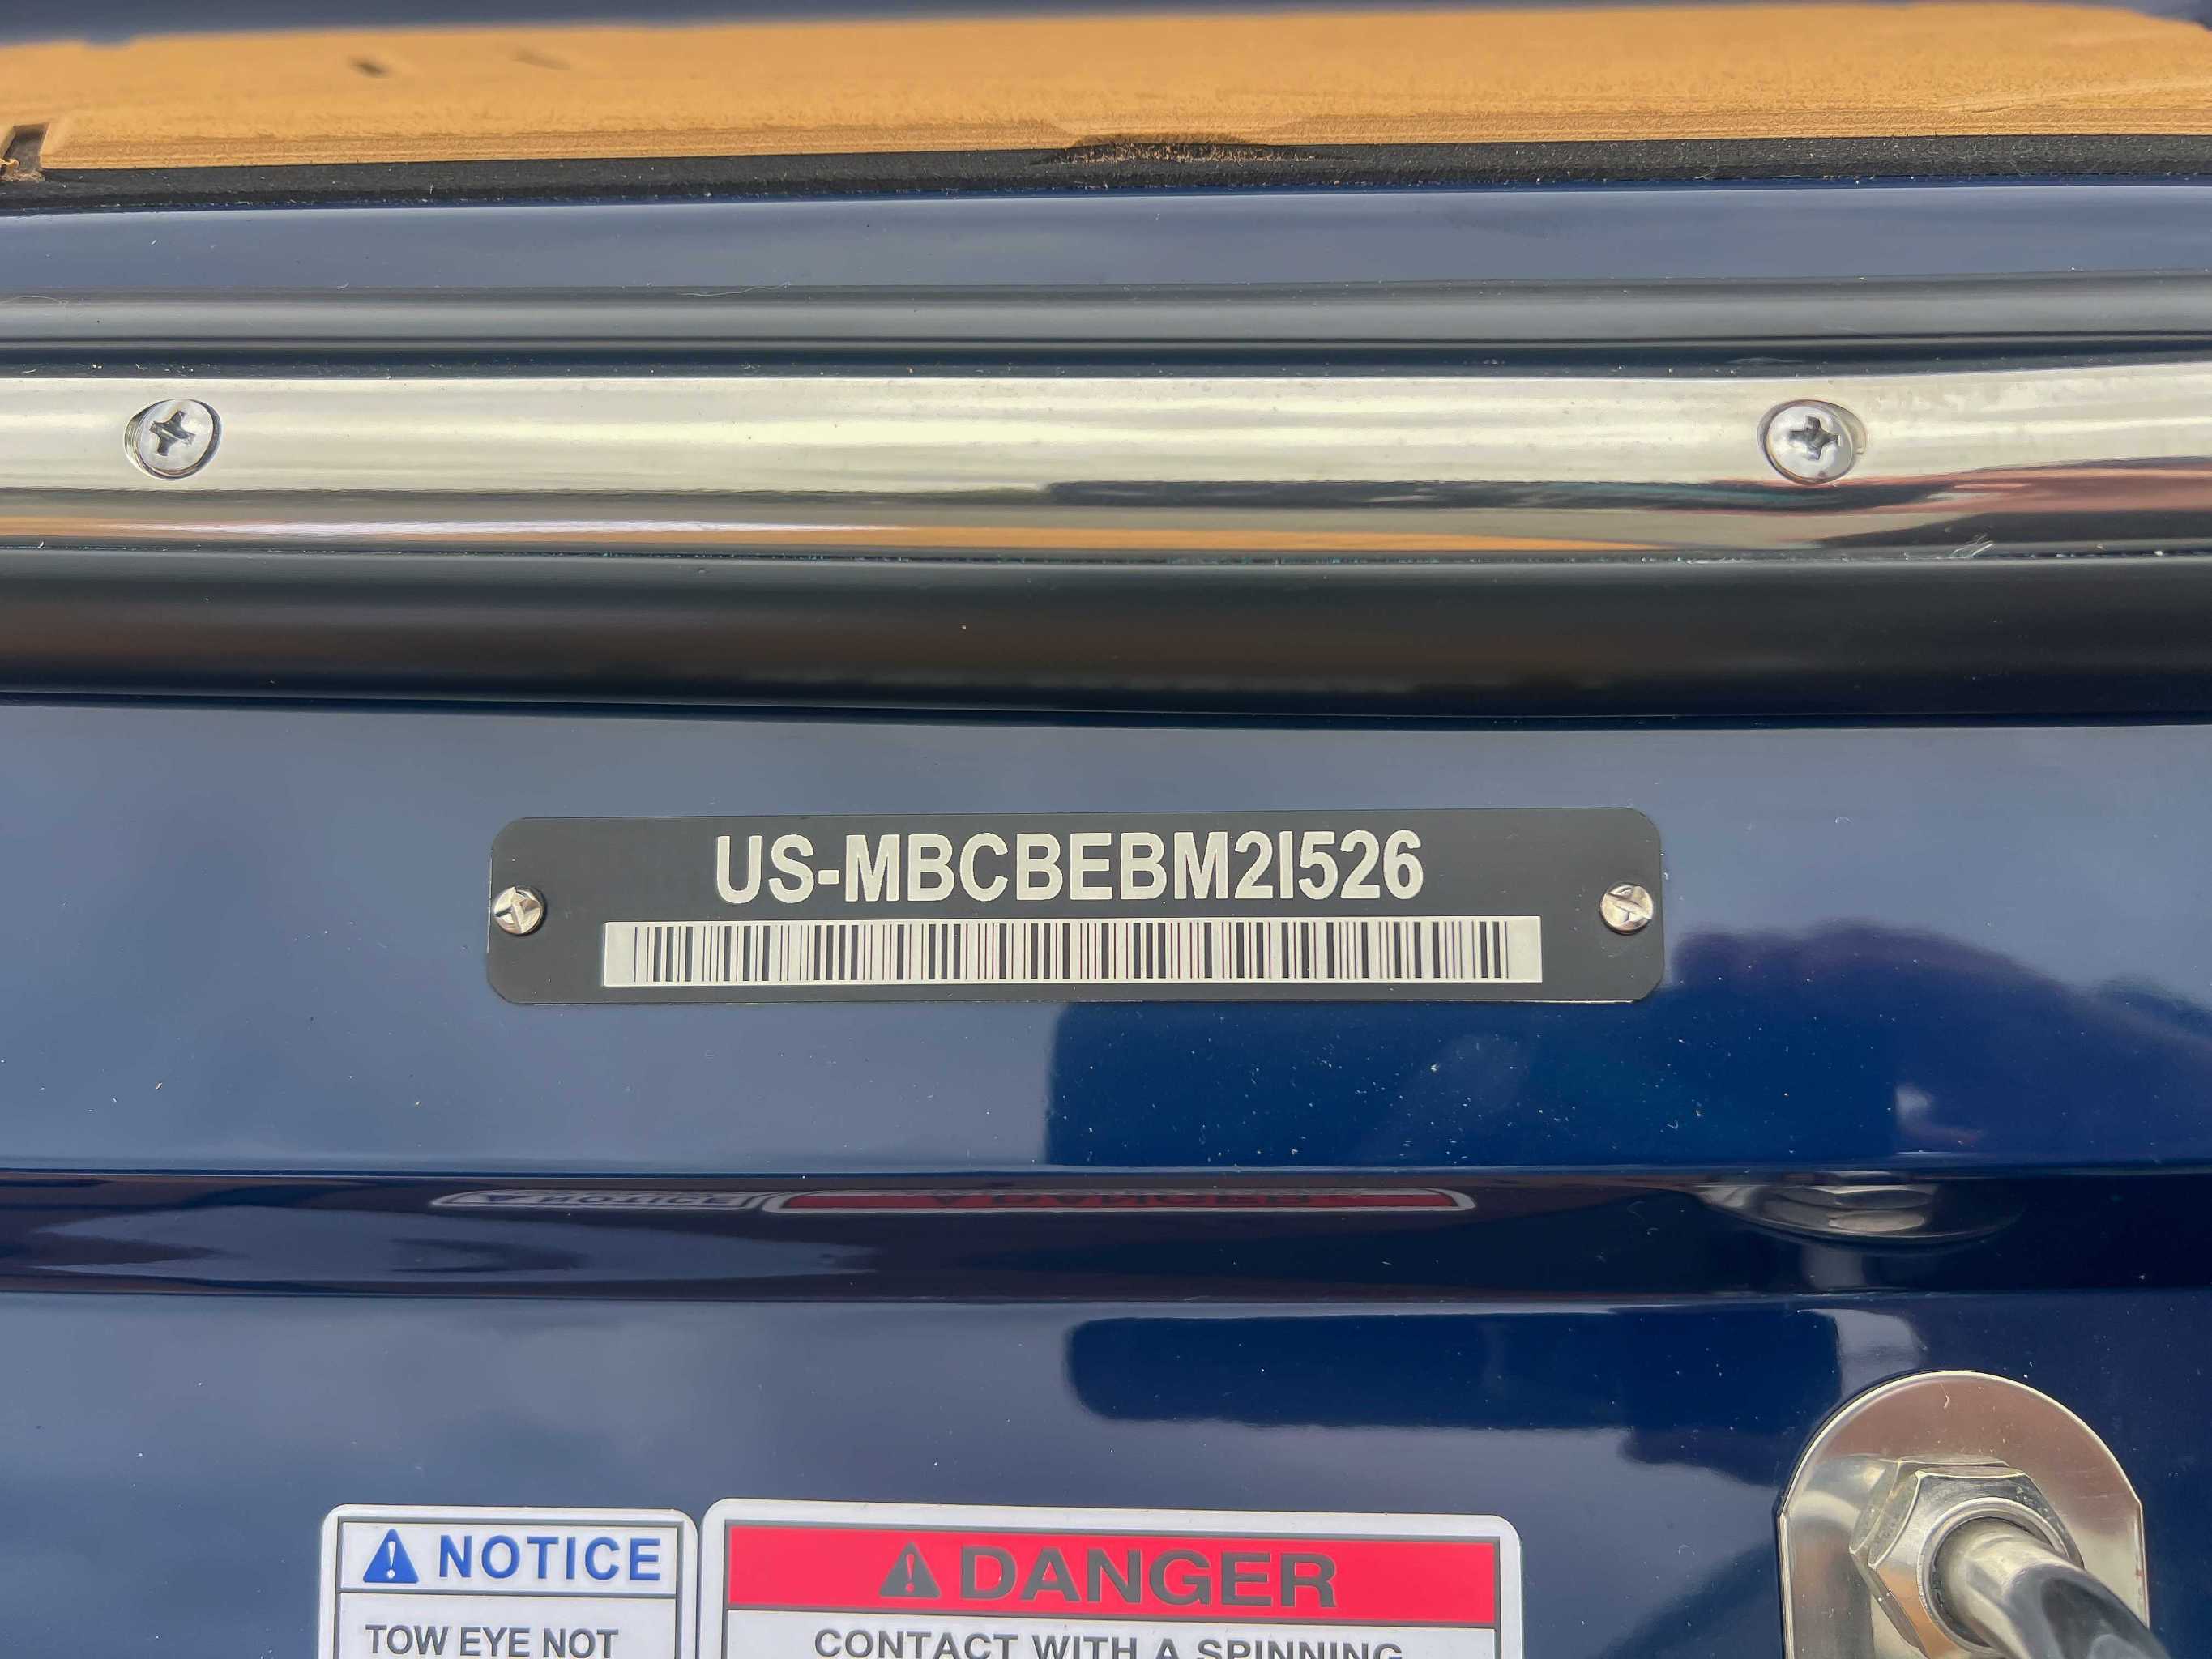 US-MBCBEBM2I526
NOTICE
TOW EYE NOT
DANGER
CONTACT WITH A SPINNING